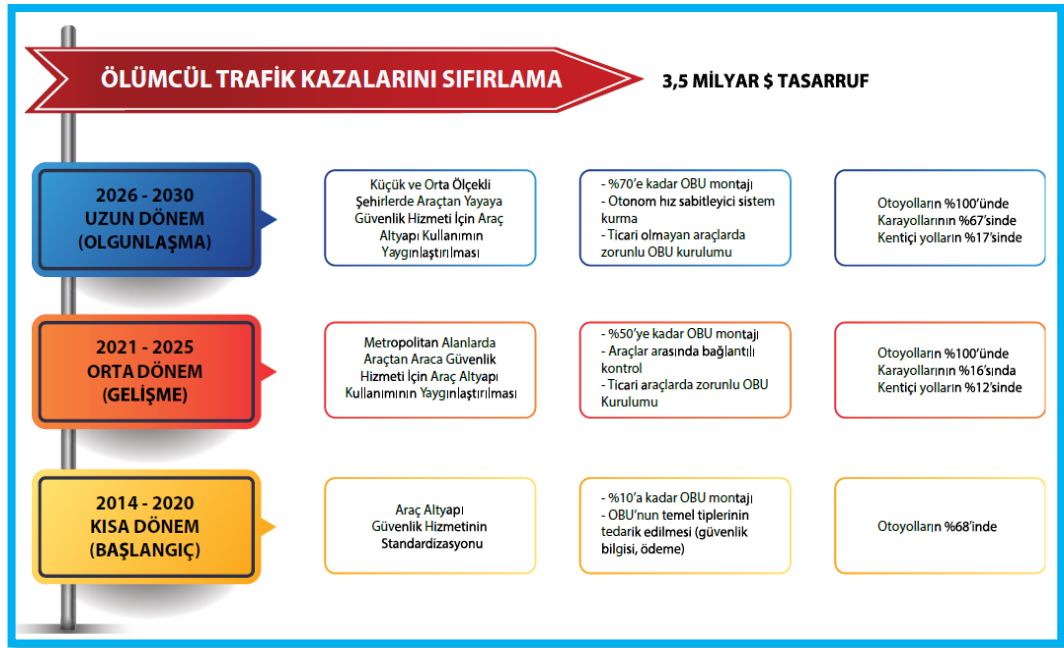 ÖLÜMCÜL TRAFİK KAZALARINI SIFIRLAMA
3,5 MİLYAR $ TASARRUF
2026 - 2030
UZUN DÖNEM
(OLGUNLAŞMA)
Küçük ve Orta Ölçekli
Şehirlerde Araçtan Yayaya
Güvenlik Hizmeti İçin Araç
Altyapı Kullanımın
Yaygınlaştırılması
- %70'e kadar OBU montajı
- Otonom hız sabitleyici sistem
kurma
- Ticari olmayan araçlarda
zorunlu OBU kurulumu
Otoyolların %100'ünde
Karayollarının %67'sinde
Kentiçi yolların %17'sinde
2021 - 2025
ORTA DÖNEM
(GELİŞME)
Metropolitan Alanlarda
Araçtan Araca Güvenlik
Hizmeti İçin Araç Altyapı
Kullanımının Yaygınlaştırılması
- %50'ye kadar OBU montajı
- Araçlar arasında bağlantılı
kontrol
- Ticari araçlarda zorunlu OBU
Kurulumu
Otoyolların %100'ünde
Karayollarının %16'sında
Kentiçi yolların %12'sinde
2014 - 2020
KISA DÖNEM
(BAŞLANGIÇ)
Araç Altyapı
Güvenlik Hizmetinin
Standardizasyonu
- %10'a kadar OBU montajı
- OBU'nun temel tiplerinin
tedarik edilmesi (güvenlik
bilgisi, ödeme)
Otoyolların %68'inde